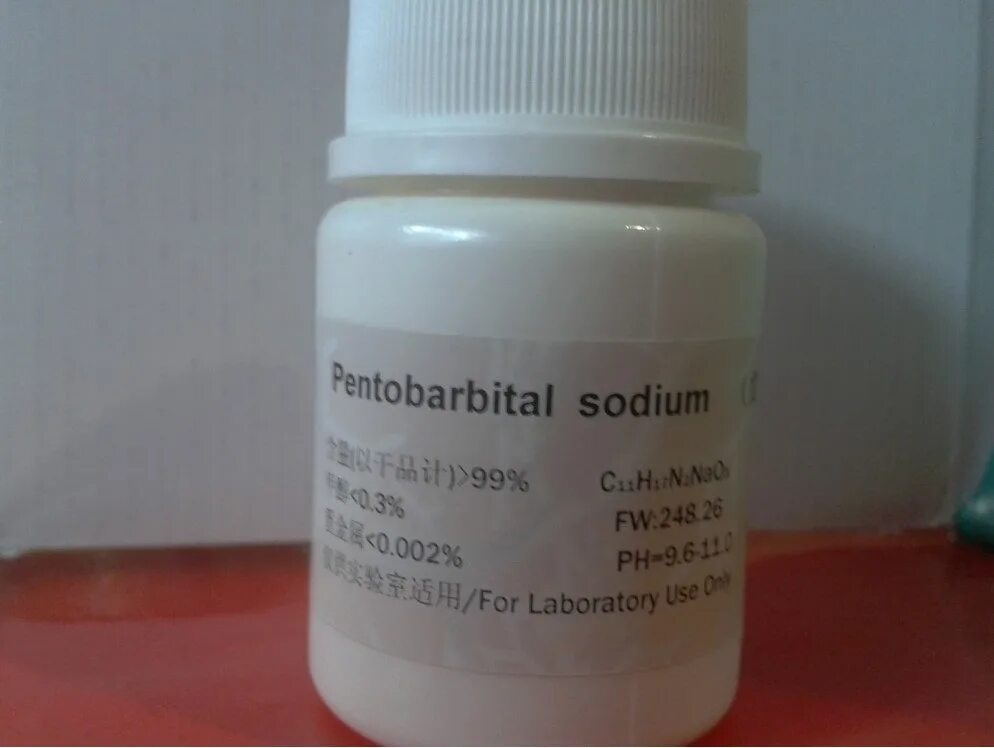 Pentobarbital sodium
含量(以干品计)>99%
甲醇<0.3%
重金属<0.002%
C₁₁H₁₇N₂NaO₃
FW:248.26
PH=9.6-11.0
提供实验室适用/For Laboratory Use Only